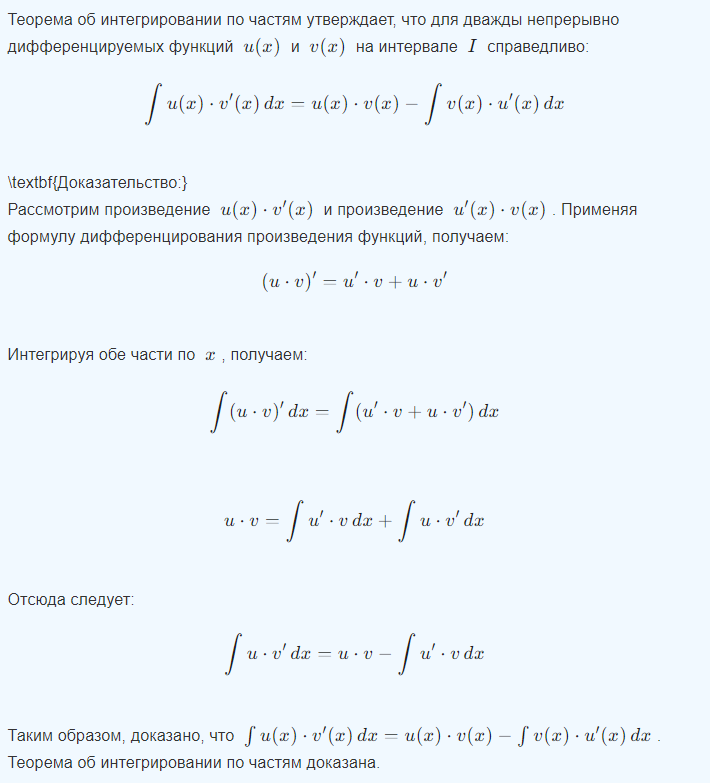 Теорема об интегрировании по частям утверждает, что для дважды непрерывно
дифференцируемых функций u(x) и v(x) на интервале I справедливо:
∫ u(x) · v′(x) dx = u(x) · v(x) − ∫ v(x) · u′(x) dx
\textbf{Доказательство:}
Рассмотрим произведение u(x) · v′(x) и произведение u′(x) · v(x) . Применяя
формулу дифференцирования произведения функций, получаем:
(u · v)′ = u′ · v + u · v′
Интегрируя обе части по x , получаем:
∫ (u · v)′ dx = ∫ (u′ · v + u · v′) dx
u · v = ∫ u′ · v dx + ∫ u · v′ dx
Отсюда следует:
∫ u · v′ dx = u · v − ∫ u′ · v dx
Таким образом, доказано, что ∫ u(x) · v′(x) dx = u(x) · v(x) − ∫ v(x) · u′(x) dx .
Теорема об интегрировании по частям доказана.